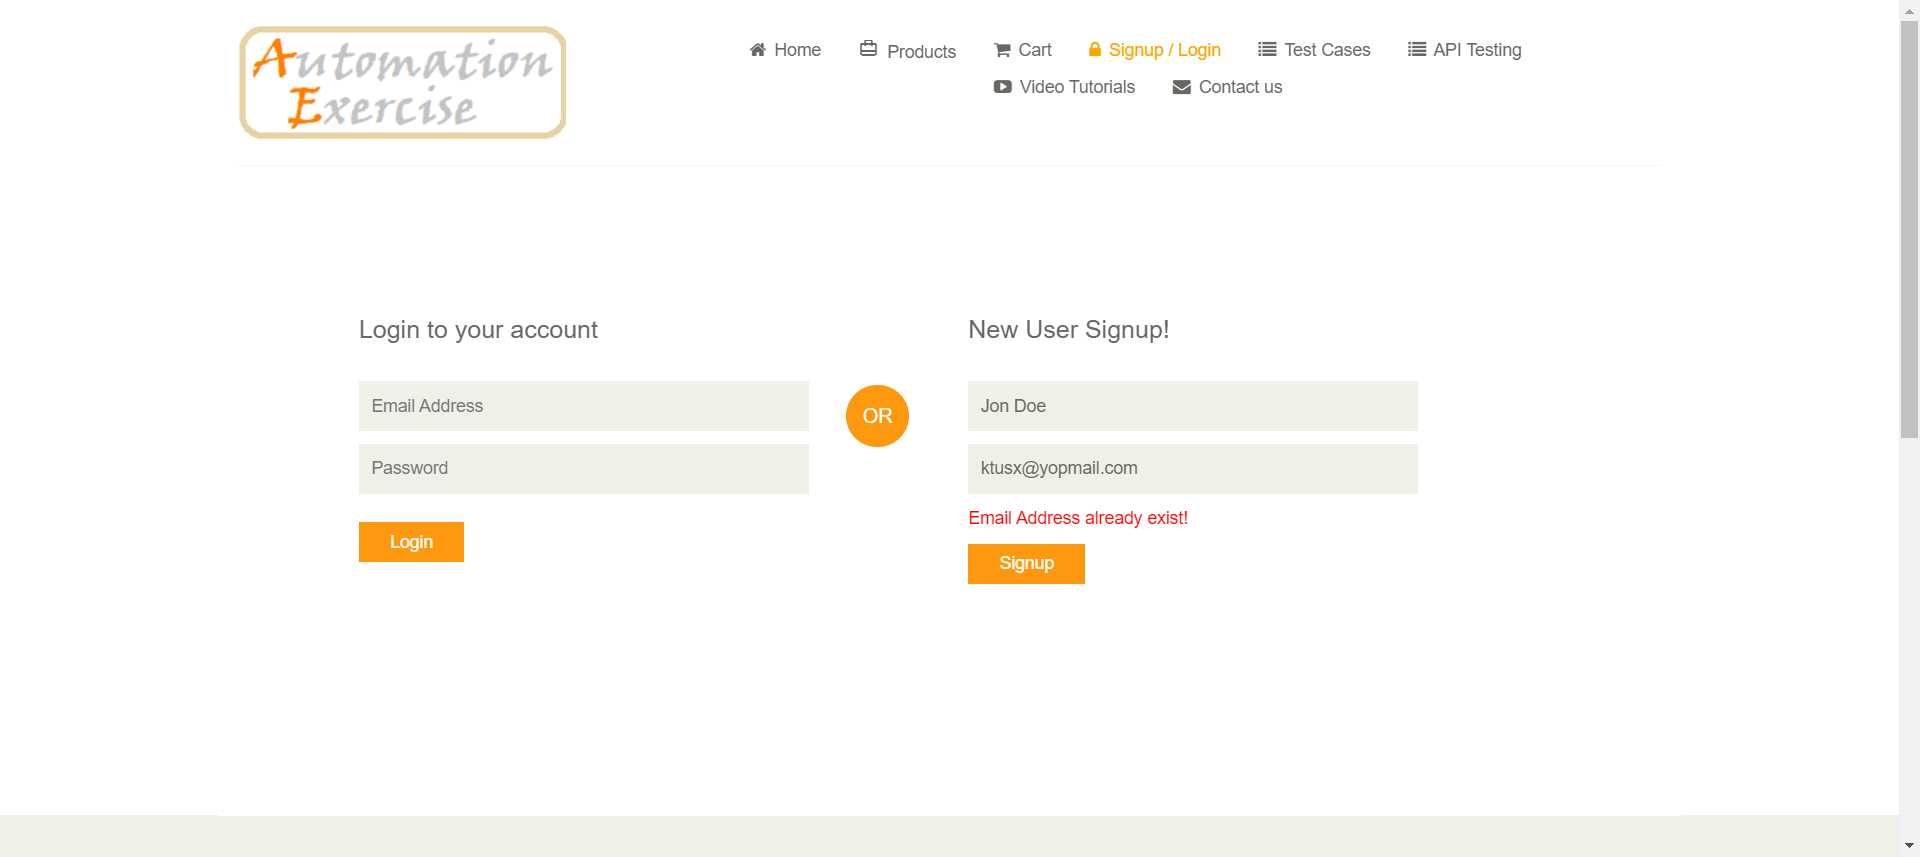 Automation
Exercise
Home
Products
Cart
Signup / Login
Test Cases
API Testing
Video Tutorials
Contact us
Login to your account
Email Address
Password
Login
OR
New User Signup!
Jon Doe
ktusx@yopmail.com
Email Address already exist!
Signup